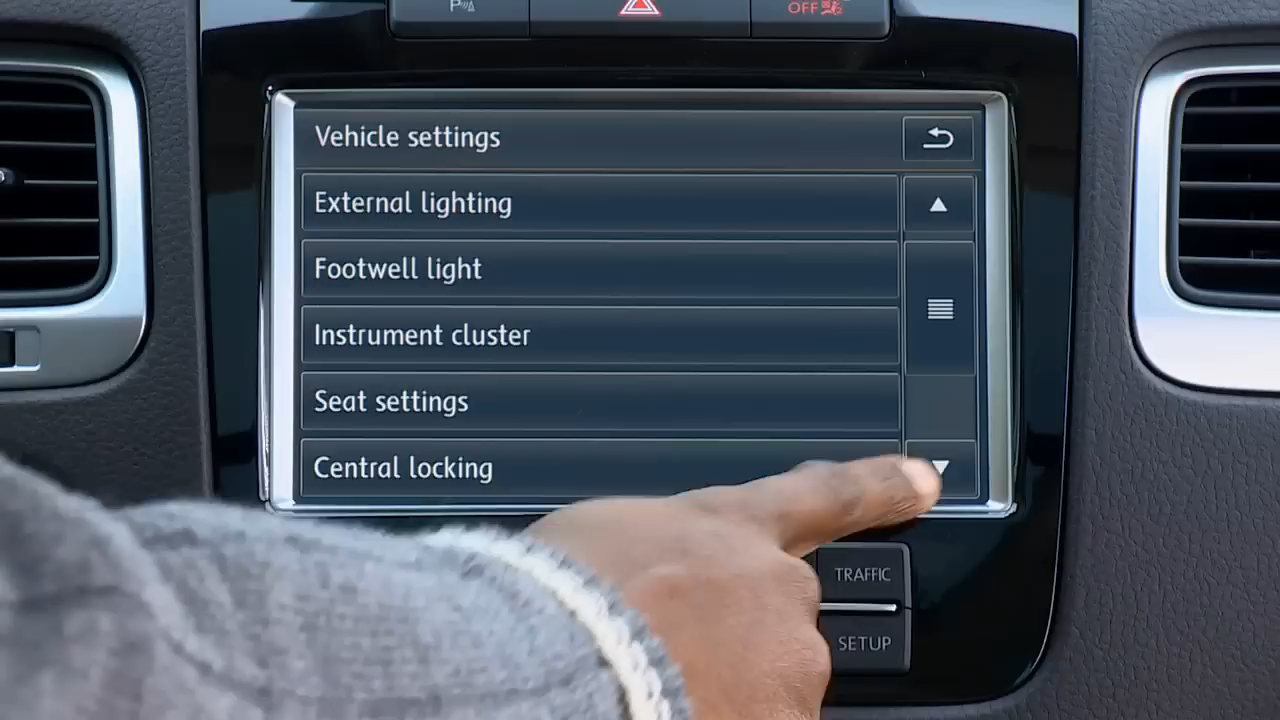 P
OFF
Vehicle settings
External lighting
Footwell light
Instrument cluster
Seat settings
Central locking
TRAFFIC
SETUP